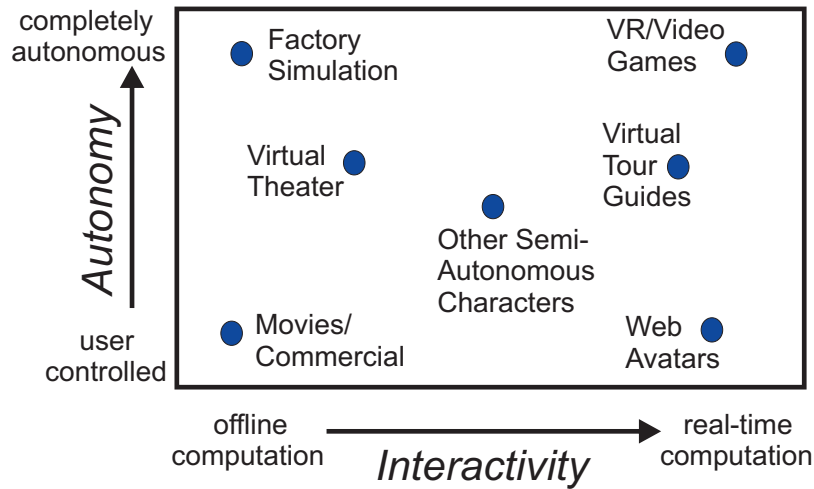 completely
autonomous
Autonomy
user
controlled
Factory
Simulation
VR/Video
Games
Virtual
Theater
Virtual
Tour
Guides
Other Semi-
Autonomous
Characters
Movies/
Commercial
Web
Avatars
offline
computation
Interactivity
real-time
computation